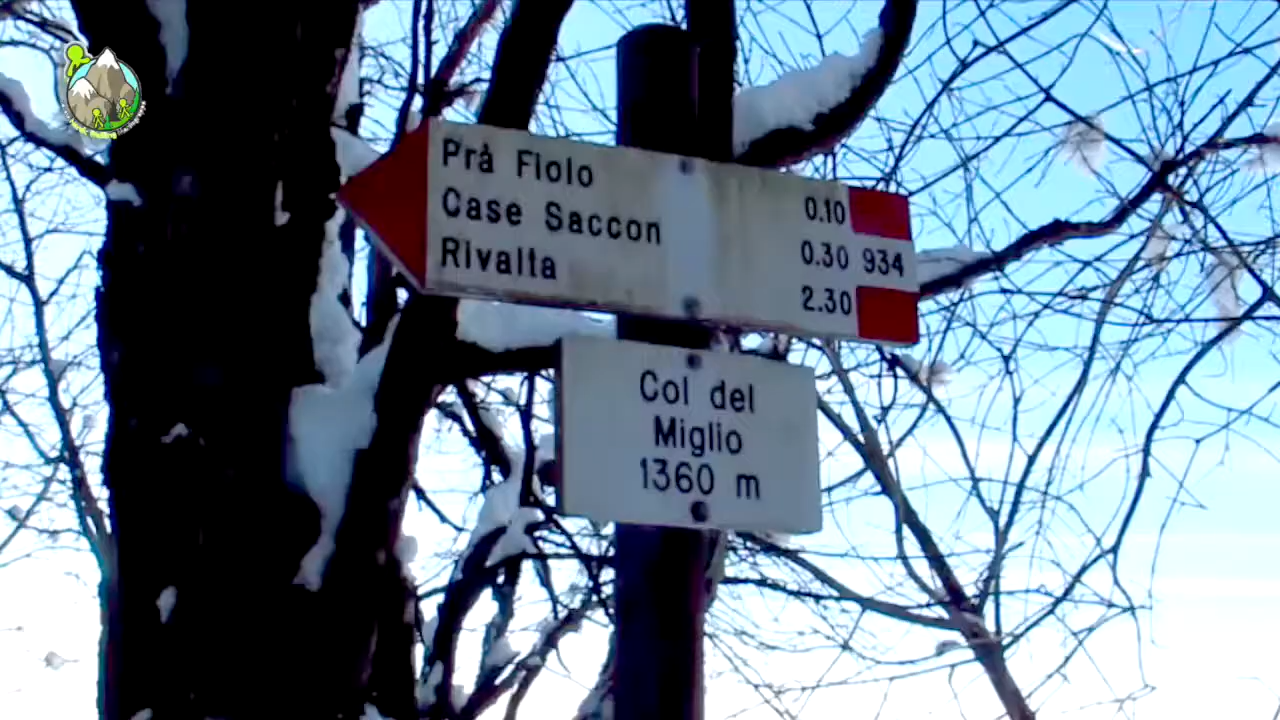 Prà Fiolo 0.10
Case Saccon 0.30 934
Rivalta 2.30
Col del
Miglio
1360 m